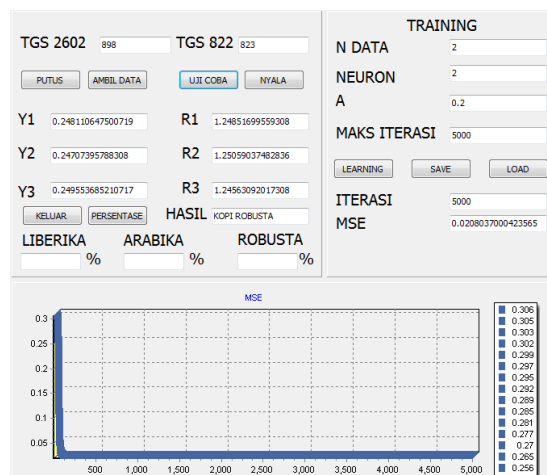 TGS 2602 898 TGS 822 823
PUTUS AMBIL DATA UJI COBA NYALA
Y1 0.248110647500719 R1 1.24851699559308
Y2 0.24707395788308 R2 1.25059037482836
Y3 0.249553685210717 R3 1.24563092017308
KELUAR PERSENTASE HASIL KOPI ROBUSTA
LIBERIKA ARABIKA ROBUSTA
% % %
TRAINING
N DATA 2
NEURON 2
A 0.2
MAKS ITERASI 5000
LEARNING SAVE LOAD
ITERASI 5000
MSE 0.0208037000423565
MSE
0.3
0.25
0.2
0.15
0.1
0.05
500 1,000 1,500 2,000 2,500 3,000 3,500 4,000 4,500 5,000
0.306
0.305
0.303
0.302
0.299
0.297
0.295
0.292
0.289
0.285
0.281
0.277
0.27
0.265
0.256